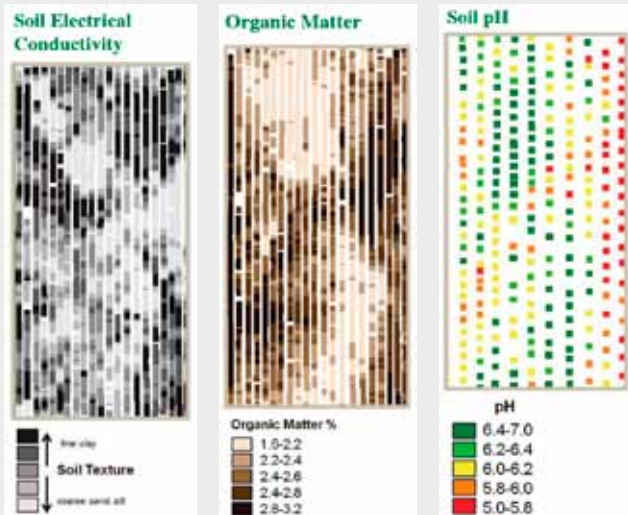 Soil Electrical
Conductivity
fine clay
Soil Texture
coarse sand silt
Organic Matter
Organic Matter %
1.6-2.2
2.2-2.4
2.4-2.6
2.4-2.8
2.8-3.2
Soil pH
pH
6.4-7.0
6.2-6.4
6.0-6.2
5.8-6.0
5.0-5.8